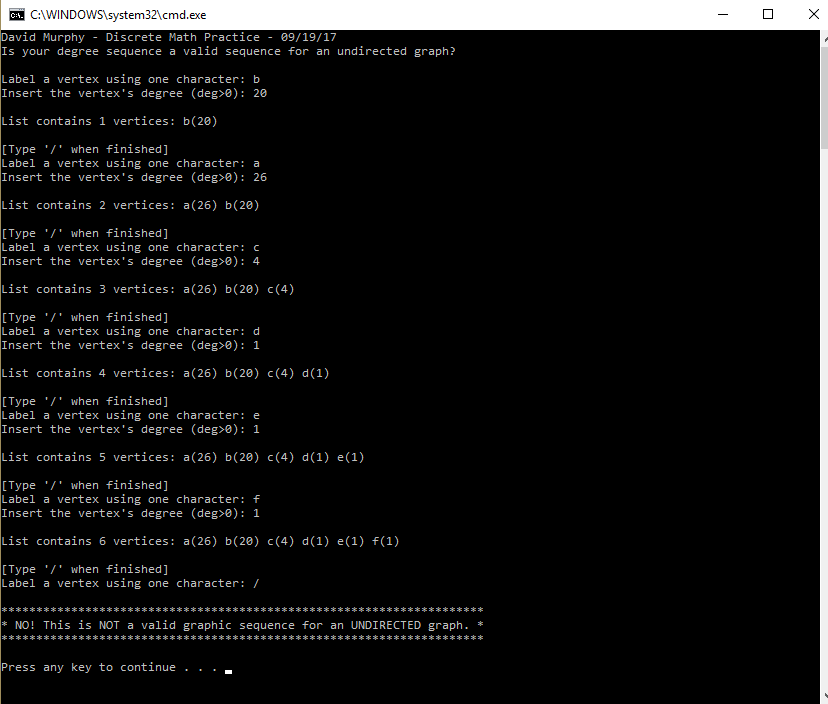 C:\WINDOWS\system32\cmd.exe
David Murphy - Discrete Math Practice - 09/19/17
Is your degree sequence a valid sequence for an undirected graph?
Label a vertex using one character: b
Insert the vertex's degree (deg>0): 20
List contains 1 vertices: b(20)
[Type '/' when finished]
Label a vertex using one character: a
Insert the vertex's degree (deg>0): 26
List contains 2 vertices: a(26) b(20)
[Type '/' when finished]
Label a vertex using one character: c
Insert the vertex's degree (deg>0): 4
List contains 3 vertices: a(26) b(20) c(4)
[Type '/' when finished]
Label a vertex using one character: d
Insert the vertex's degree (deg>0): 1
List contains 4 vertices: a(26) b(20) c(4) d(1)
[Type '/' when finished]
Label a vertex using one character: e
Insert the vertex's degree (deg>0): 1
List contains 5 vertices: a(26) b(20) c(4) d(1) e(1)
[Type '/' when finished]
Label a vertex using one character: f
Insert the vertex's degree (deg>0): 1
List contains 6 vertices: a(26) b(20) c(4) d(1) e(1) f(1)
[Type '/' when finished]
Label a vertex using one character: /
*********************************************************************
* NO! This is NOT a valid graphic sequence for an UNDIRECTED graph. *
*********************************************************************
Press any key to continue . . .